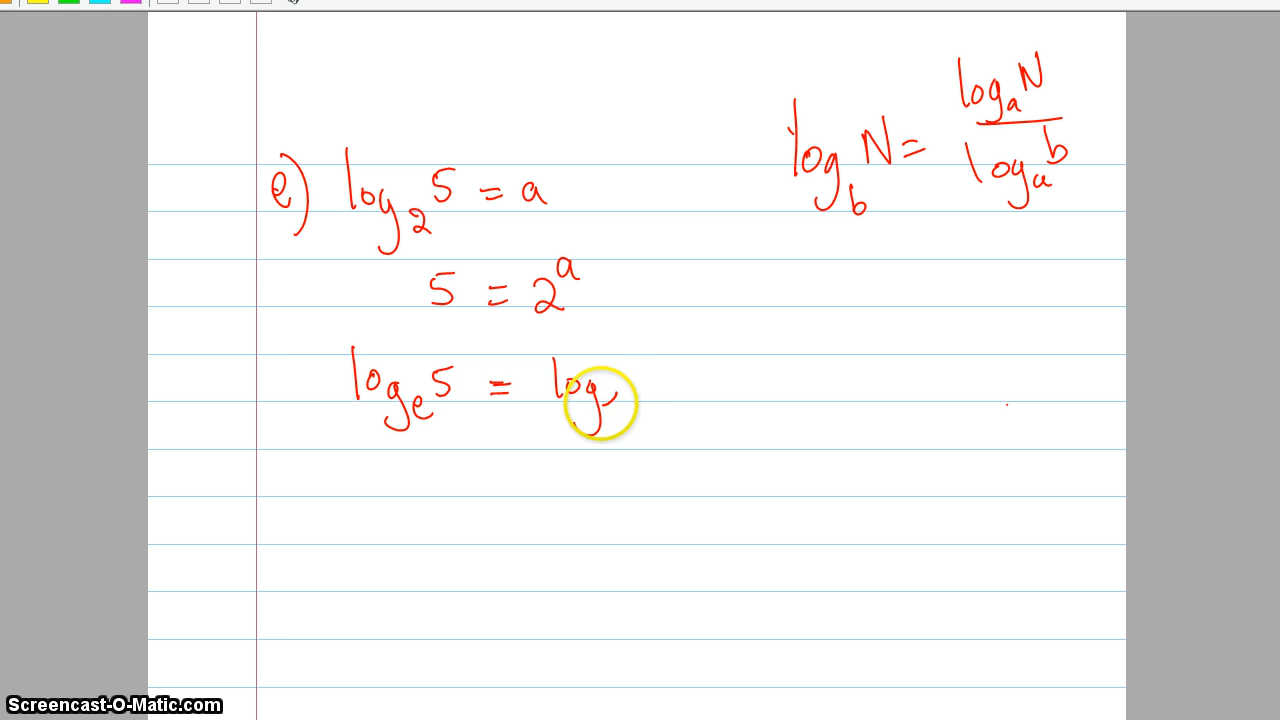 log_b N = log_a N / log_a b
e) log_2 5 = a
5 = 2^a
log_e 5 = log
Screencast-O-Matic.com